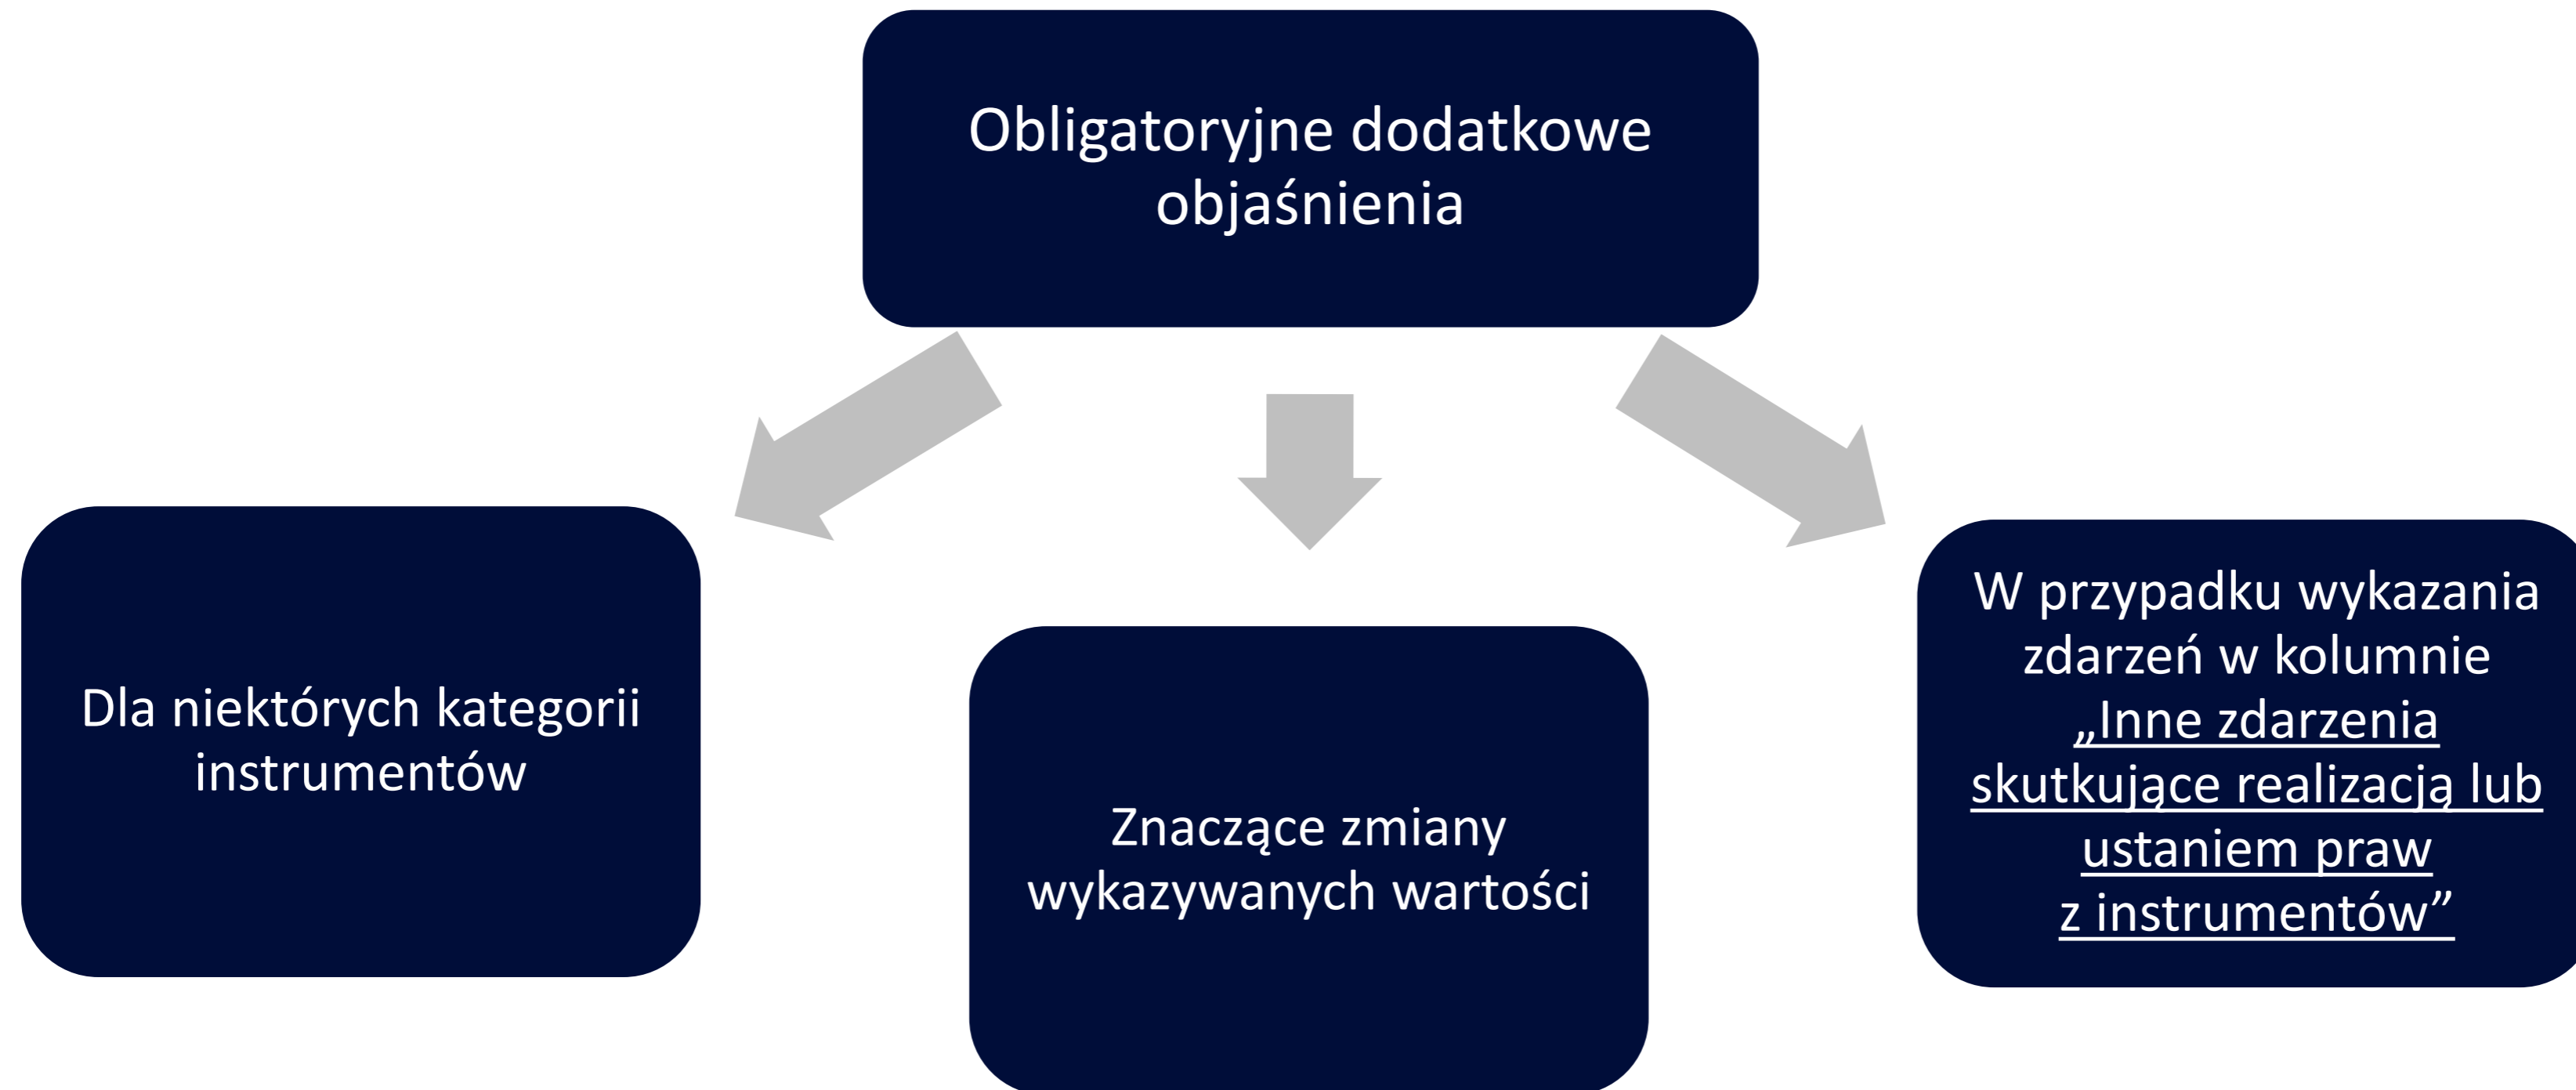 Obligatoryjne dodatkowe
objaśnienia
Dla niektórych kategorii
instrumentów
Znaczące zmiany
wykazywanych wartości
W przypadku wykazania
zdarzeń w kolumnie
„Inne zdarzenia
skutkujące realizacją lub
ustaniem praw
z instrumentów”